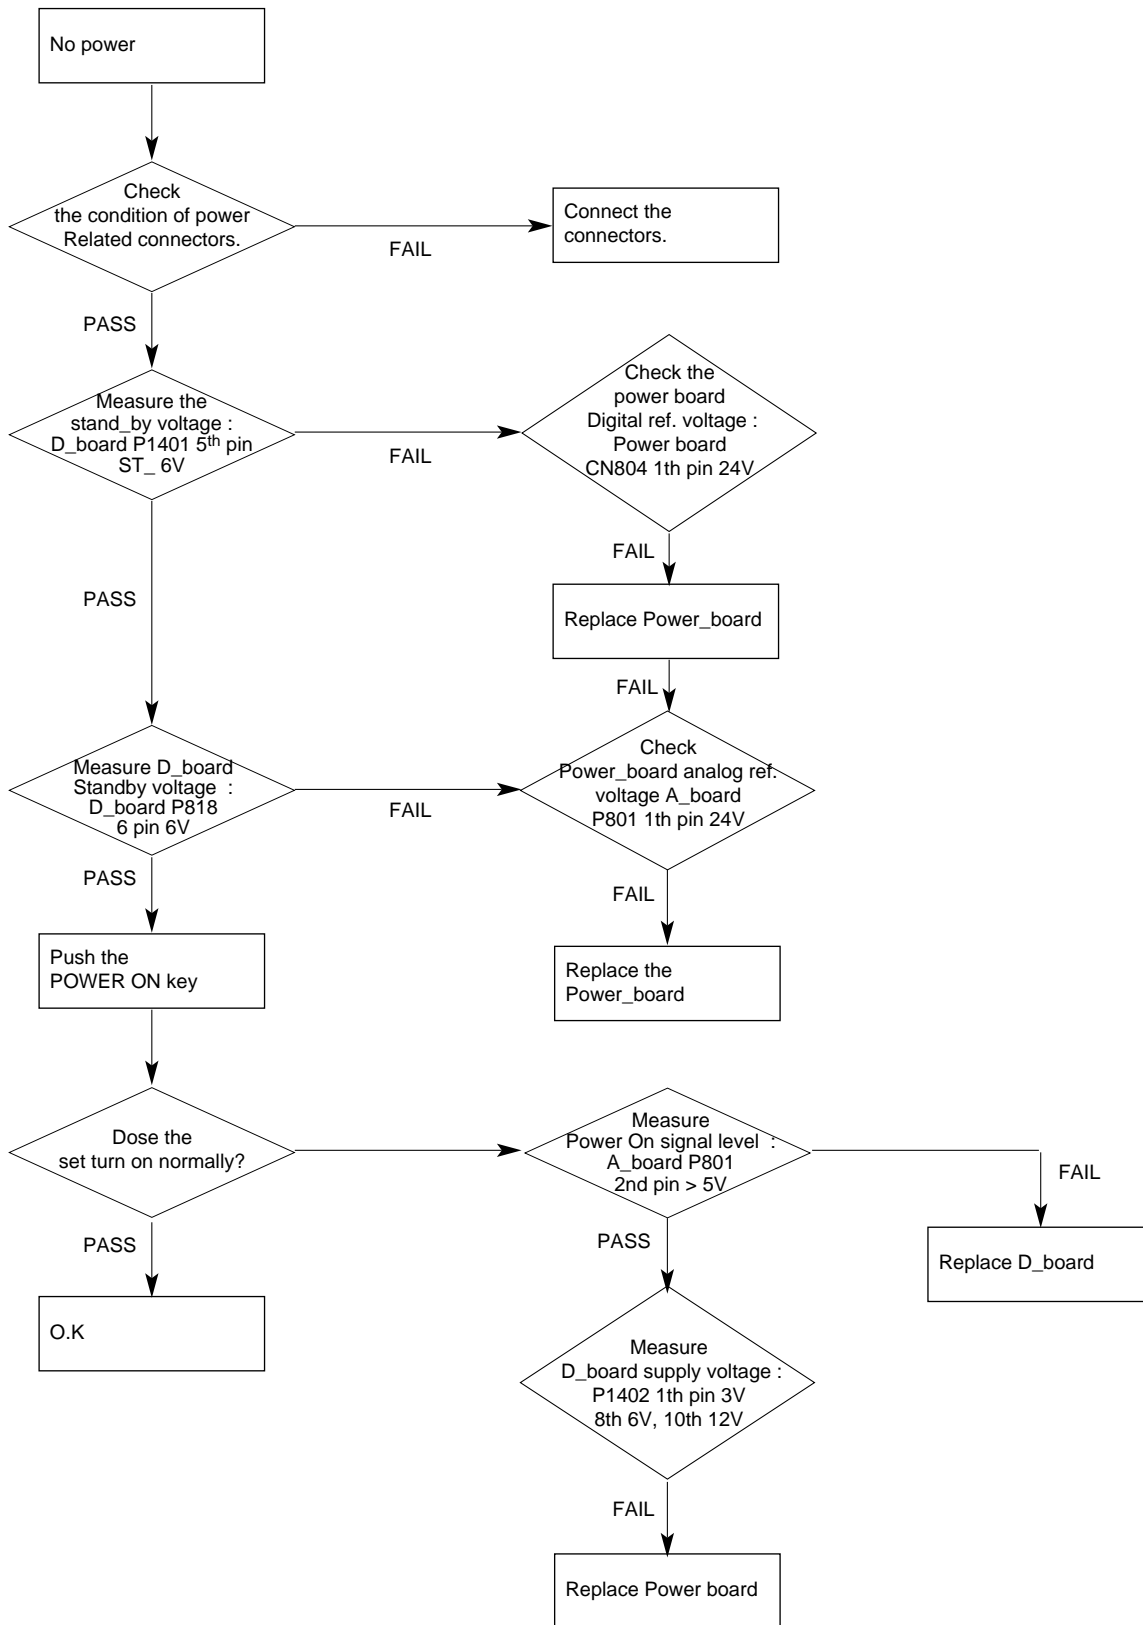 No power
Check
the condition of power
Related connectors.
FAIL
Connect the
connectors.
PASS
Measure the
stand_by voltage :
D_board P1401 5th pin
ST_ 6V
FAIL
Check the
power board
Digital ref. voltage :
Power board
CN804 1th pin 24V
FAIL
PASS
Replace Power_board
FAIL
Measure D_board
Standby voltage :
D_board P818
6 pin 6V
FAIL
Check
Power_board analog ref.
voltage A_board
P801 1th pin 24V
PASS
FAIL
Push the
POWER ON key
Replace the
Power_board
Dose the
set turn on normally?
Measure
Power On signal level :
A_board P801
2nd pin > 5V
FAIL
PASS
PASS
Replace D_board
O.K
Measure
D_board supply voltage :
P1402 1th pin 3V
8th 6V, 10th 12V
FAIL
Replace Power board